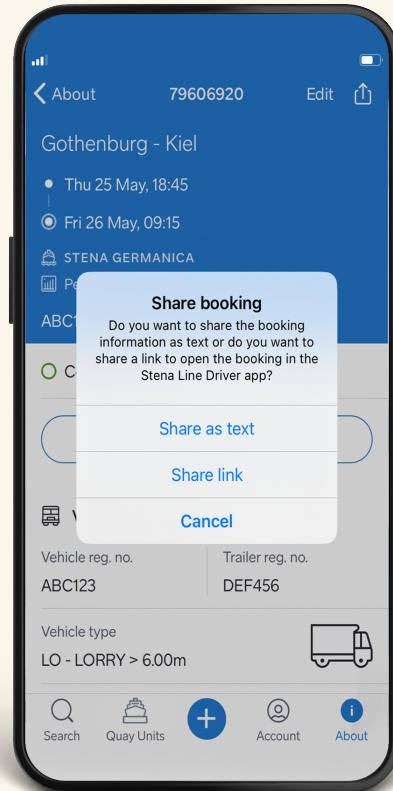 About 79606920 Edit
Gothenburg - Kiel
Thu 25 May, 18:45
Fri 26 May, 09:15
STENA GERMANICA
Share booking
Do you want to share the booking
information as text or do you want to
share a link to open the booking in the
Stena Line Driver app?
Share as text
Share link
Cancel
Vehicle reg. no. Trailer reg. no.
ABC123 DEF456
Vehicle type
LO - LORRY > 6.00m
Search Quay Units Account About